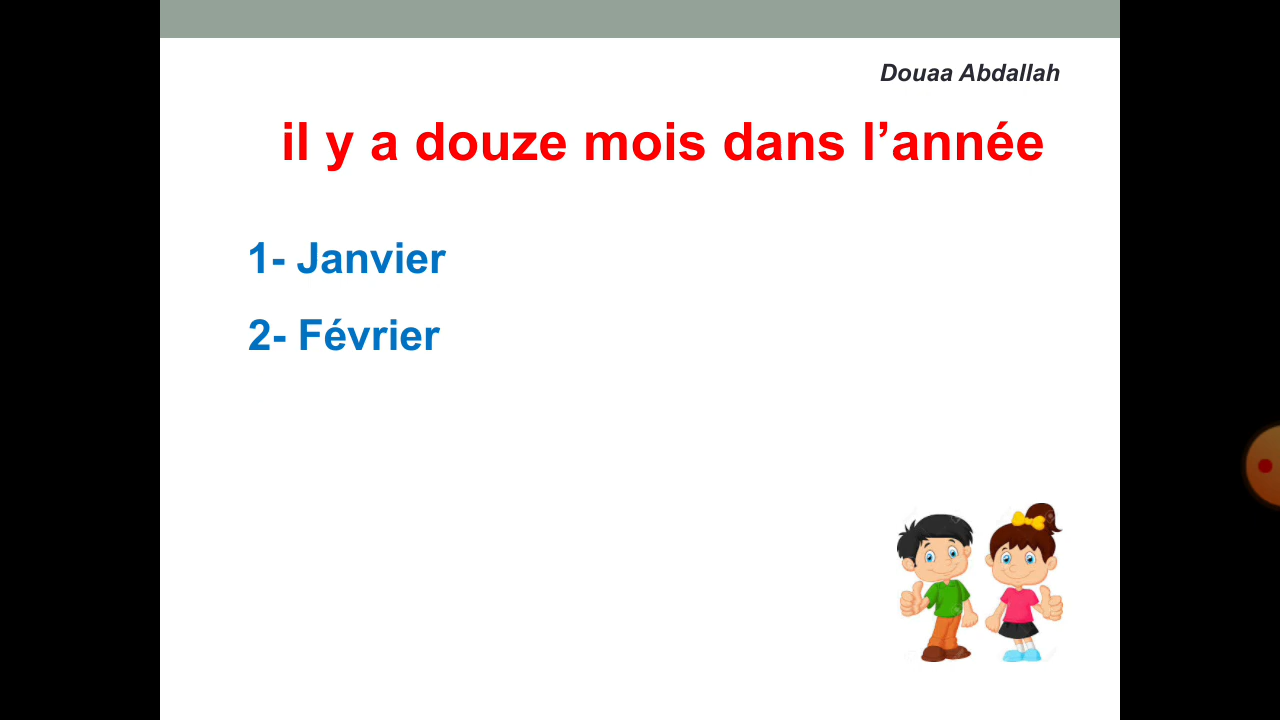 Douaa Abdallah
il y a douze mois dans l’année
1- Janvier
2- Février